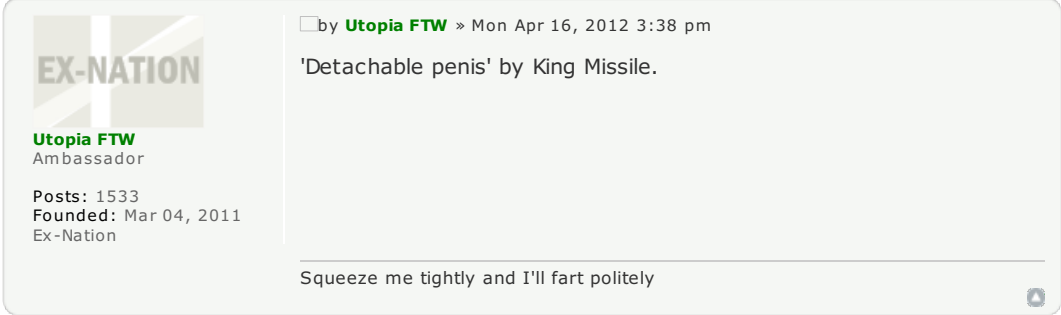 EX-NATION
Utopia FTW
Ambassador
Posts: 1533
Founded: Mar 04, 2011
Ex-Nation
by Utopia FTW » Mon Apr 16, 2012 3:38 pm
'Detachable penis' by King Missile.
Squeeze me tightly and I'll fart politely